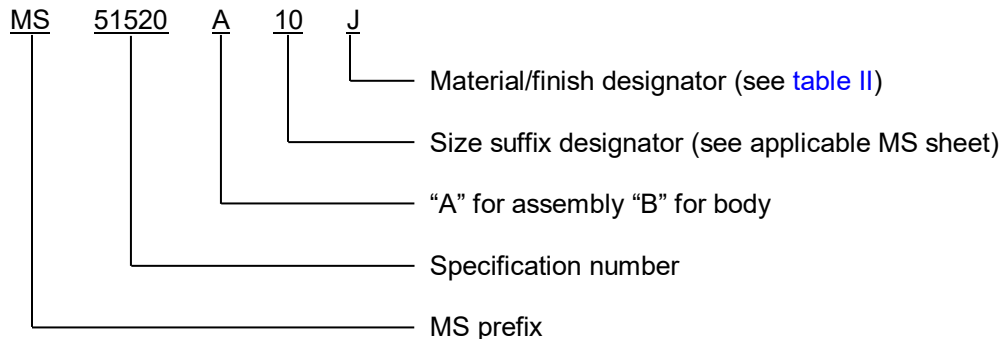 MS 51520 A 10 J
Material/finish designator (see table II)
Size suffix designator (see applicable MS sheet)
“A” for assembly “B” for body
Specification number
MS prefix